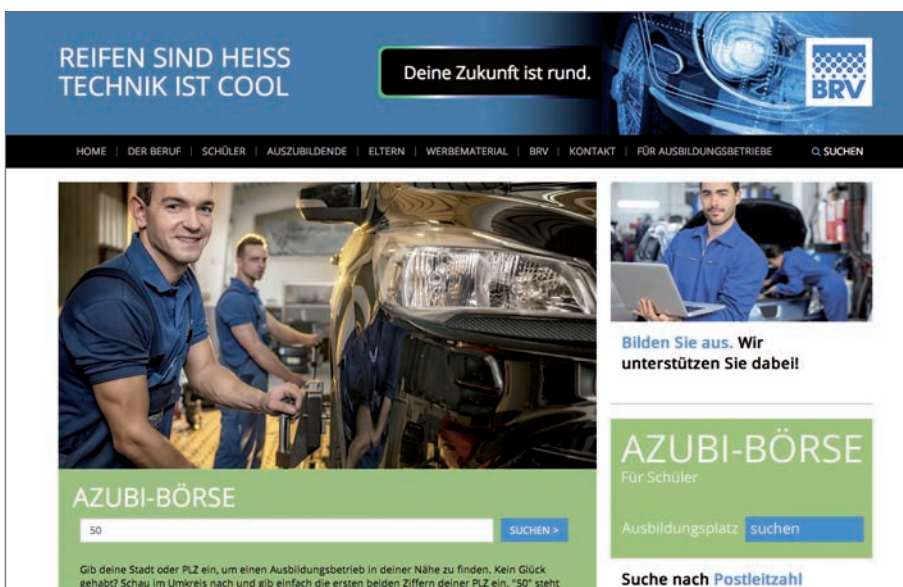 REIFEN SIND HEISS
TECHNIK IST COOL
Deine Zukunft ist rund.
BRV
HOME | DER BERUF | SCHÜLER | AUSZUBILDENDE | ELTERN | WERBEMATERIAL | BRV | KONTAKT | FÜR AUSBILDUNGSBETRIEBE
SUCHEN
AZUBI-BÖRSE
50
SUCHEN >
Gib deine Stadt oder PLZ ein, um einen Ausbildungsbetrieb in deiner Nähe zu finden. Kein Glück
gehabt? Schau im Umkreis nach und gib einfach die ersten beiden Ziffern deiner PLZ ein. "50" steht
Bilden Sie aus. Wir
unterstützen Sie dabei!
AZUBI-BÖRSE
Für Schüler
Ausbildungsplatz suchen
Suche nach Postleitzahl